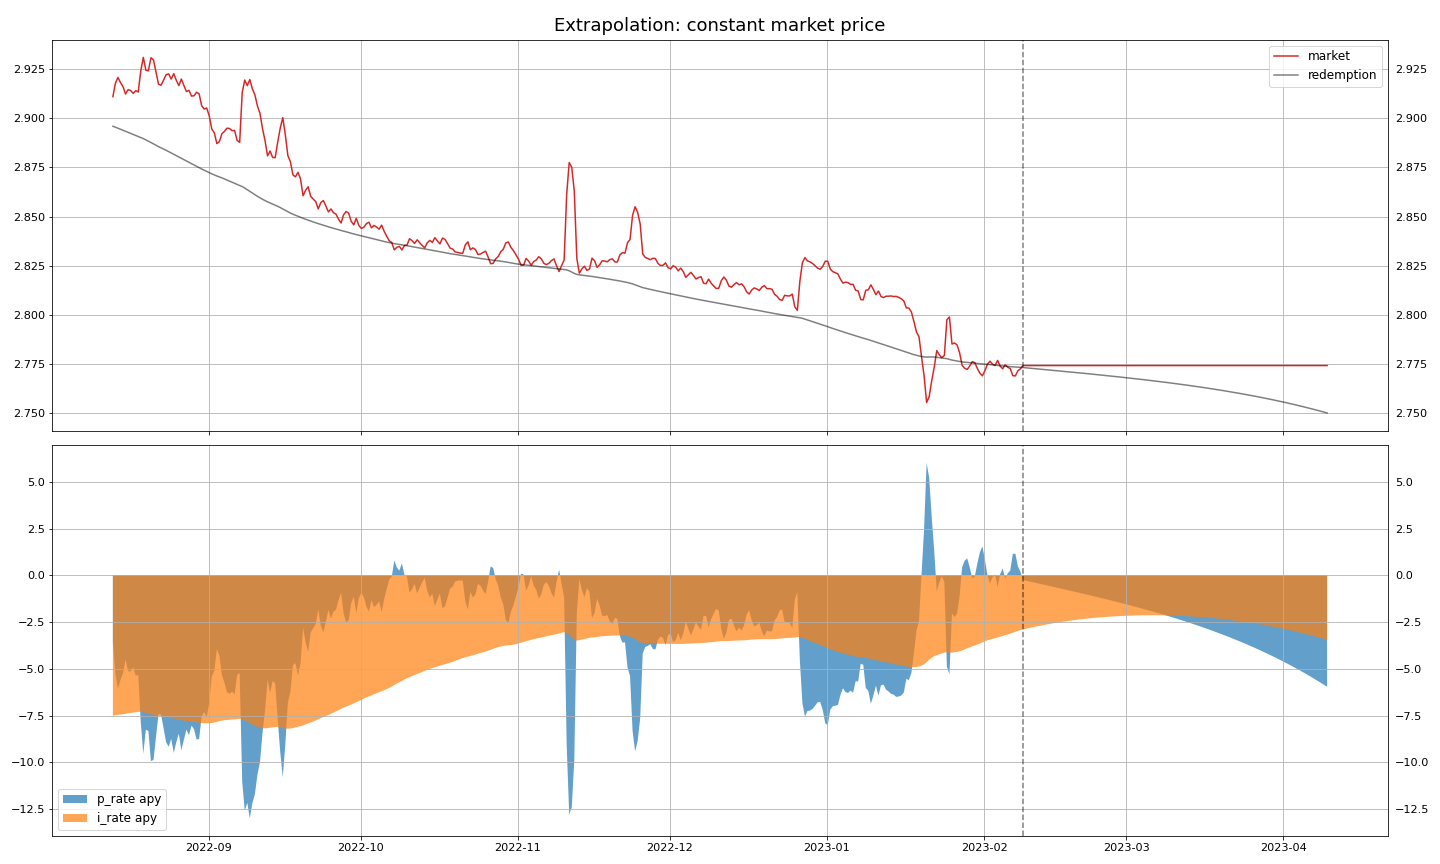 Extrapolation: constant market price
market
redemption
2.925 2.925
2.900 2.900
2.875 2.875
2.850 2.850
2.825 2.825
2.800 2.800
2.775 2.775
2.750 2.750
5.0 5.0
2.5 2.5
0.0 0.0
−2.5 −2.5
−5.0 −5.0
−7.5 −7.5
−10.0 −10.0
−12.5 −12.5
p_rate apy
i_rate apy
2022-09 2022-10 2022-11 2022-12 2023-01 2023-02 2023-03 2023-04